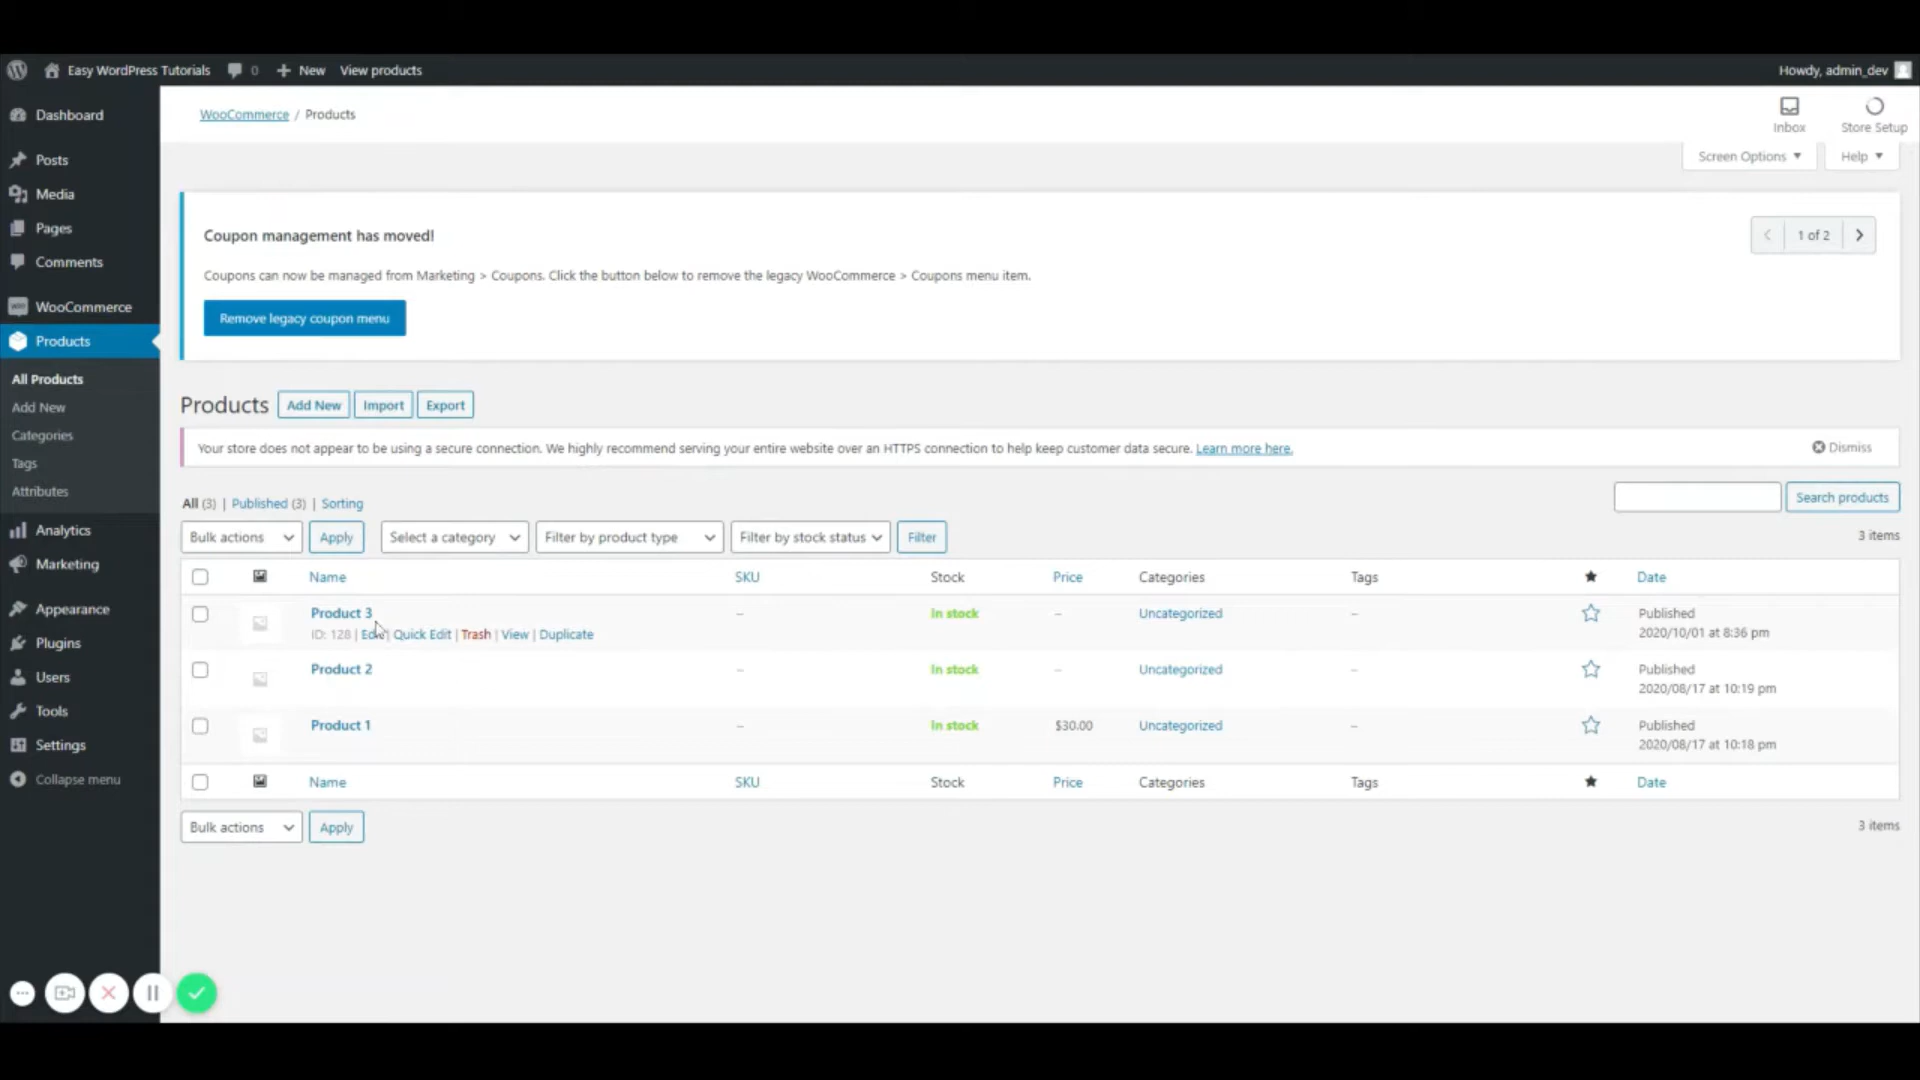 Easy WordPress Tutorials 0 New View products Howdy, admin_dev
Dashboard
Posts
Media
Pages
Comments
WooCommerce
Products
All Products
Add New
Categories
Tags
Attributes
Analytics
Marketing
Appearance
Plugins
Users
Tools
Settings
Collapse menu
WooCommerce / Products
Inbox
Store Setup
Screen Options
Help
Coupon management has moved!
1 of 2
Coupons can now be managed from Marketing > Coupons. Click the button below to remove the legacy WooCommerce > Coupons menu item.
Remove legacy coupon menu
Products Add New Import Export
Your store does not appear to be using a secure connection. We highly recommend serving your entire website over an HTTPS connection to help keep customer data secure. Learn more here. Dismiss
All (3) | Published (3) | Sorting
Search products
Bulk actions Apply Select a category Filter by product type Filter by stock status Filter
3 items
Name SKU Stock Price Categories Tags Date
Product 3 – In stock – Uncategorized – Published
ID: 128 | Edit | Quick Edit | Trash | View | Duplicate 2020/10/01 at 8:36 pm
Product 2 – In stock – Uncategorized – Published
2020/08/17 at 10:19 pm
Product 1 – In stock $30.00 Uncategorized – Published
2020/08/17 at 10:18 pm
Name SKU Stock Price Categories Tags Date
Bulk actions Apply
3 items